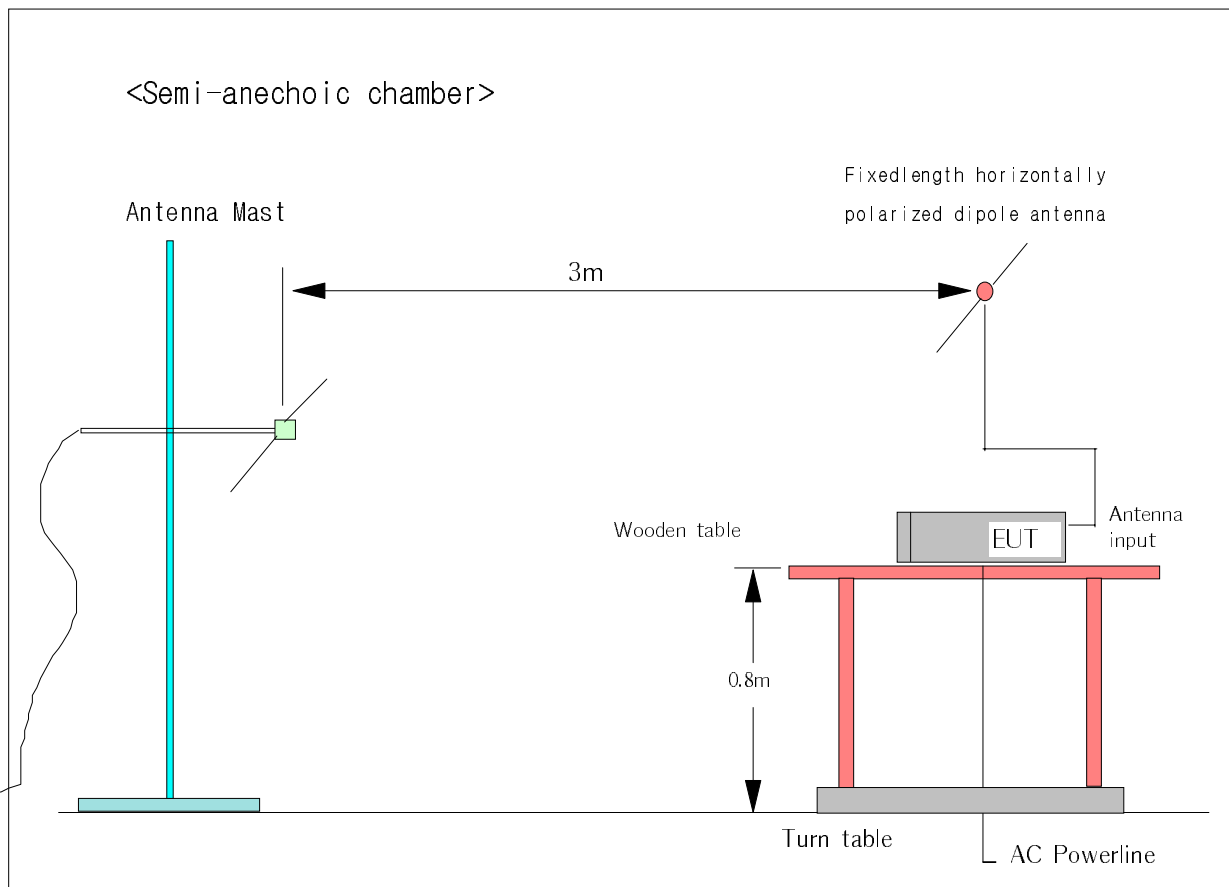 <Semi-anechoic chamber>
Fixedlength horizontally
polarized dipole antenna
Antenna Mast
3m
Wooden table
EUT
Antenna
input
0.8m
Turn table
AC Powerline